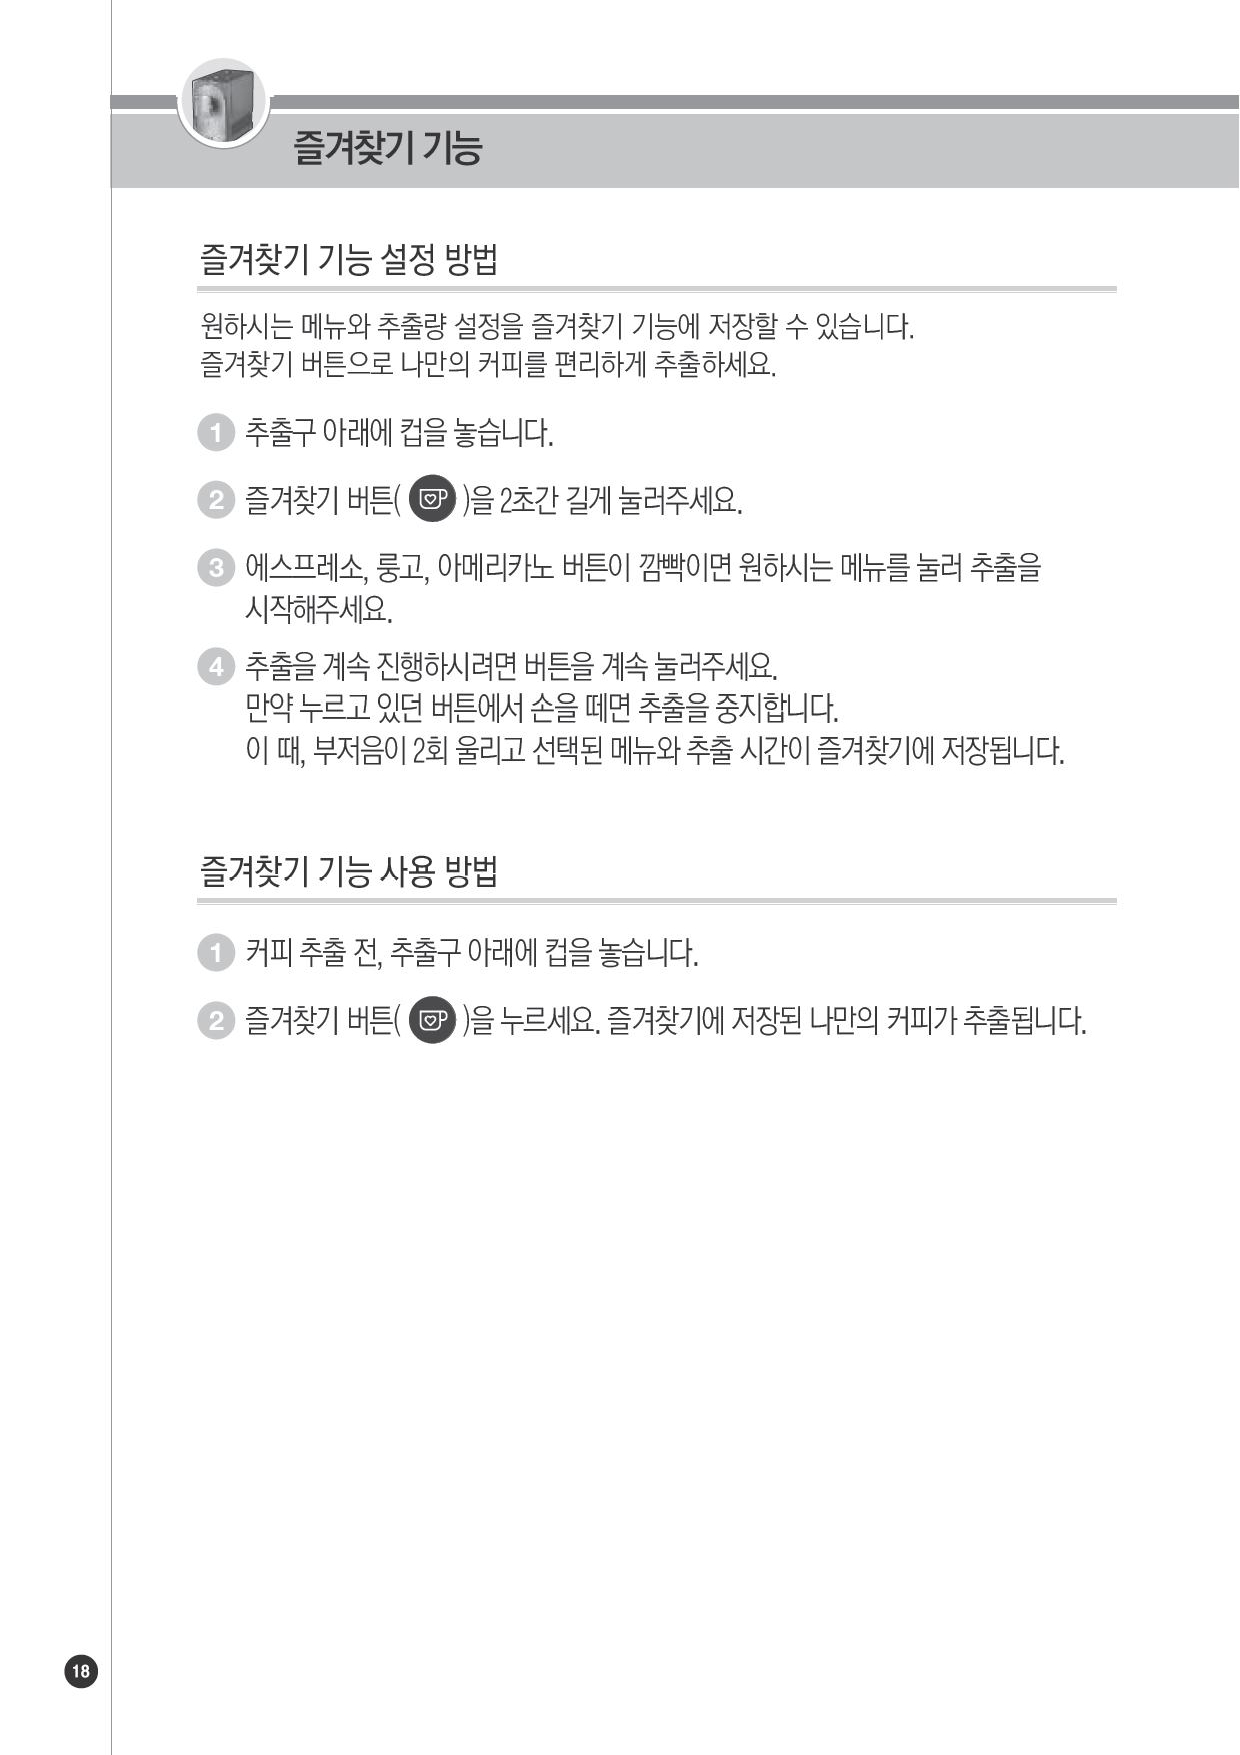 즐겨찾기 기능
즐겨찾기 기능 설정 방법
원하시는 메뉴와 추출량 설정을 즐겨찾기 기능에 저장할 수 있습니다.
즐겨찾기 버튼으로 나만의 커피를 편리하게 추출하세요.
1 추출구 아래에 컵을 놓습니다.
2 즐겨찾기 버튼( )을 2초간 길게 눌러주세요.
3 에스프레소, 룽고, 아메리카노 버튼이 깜빡이면 원하시는 메뉴를 눌러 추출을
시작해주세요.
4 추출을 계속 진행하시려면 버튼을 계속 눌러주세요.
만약 누르고 있던 버튼에서 손을 떼면 추출을 중지합니다.
이 때, 부저음이 2회 울리고 선택된 메뉴와 추출 시간이 즐겨찾기에 저장됩니다.
즐겨찾기 기능 사용 방법
1 커피 추출 전, 추출구 아래에 컵을 놓습니다.
2 즐겨찾기 버튼( )을 누르세요. 즐겨찾기에 저장된 나만의 커피가 추출됩니다.
18